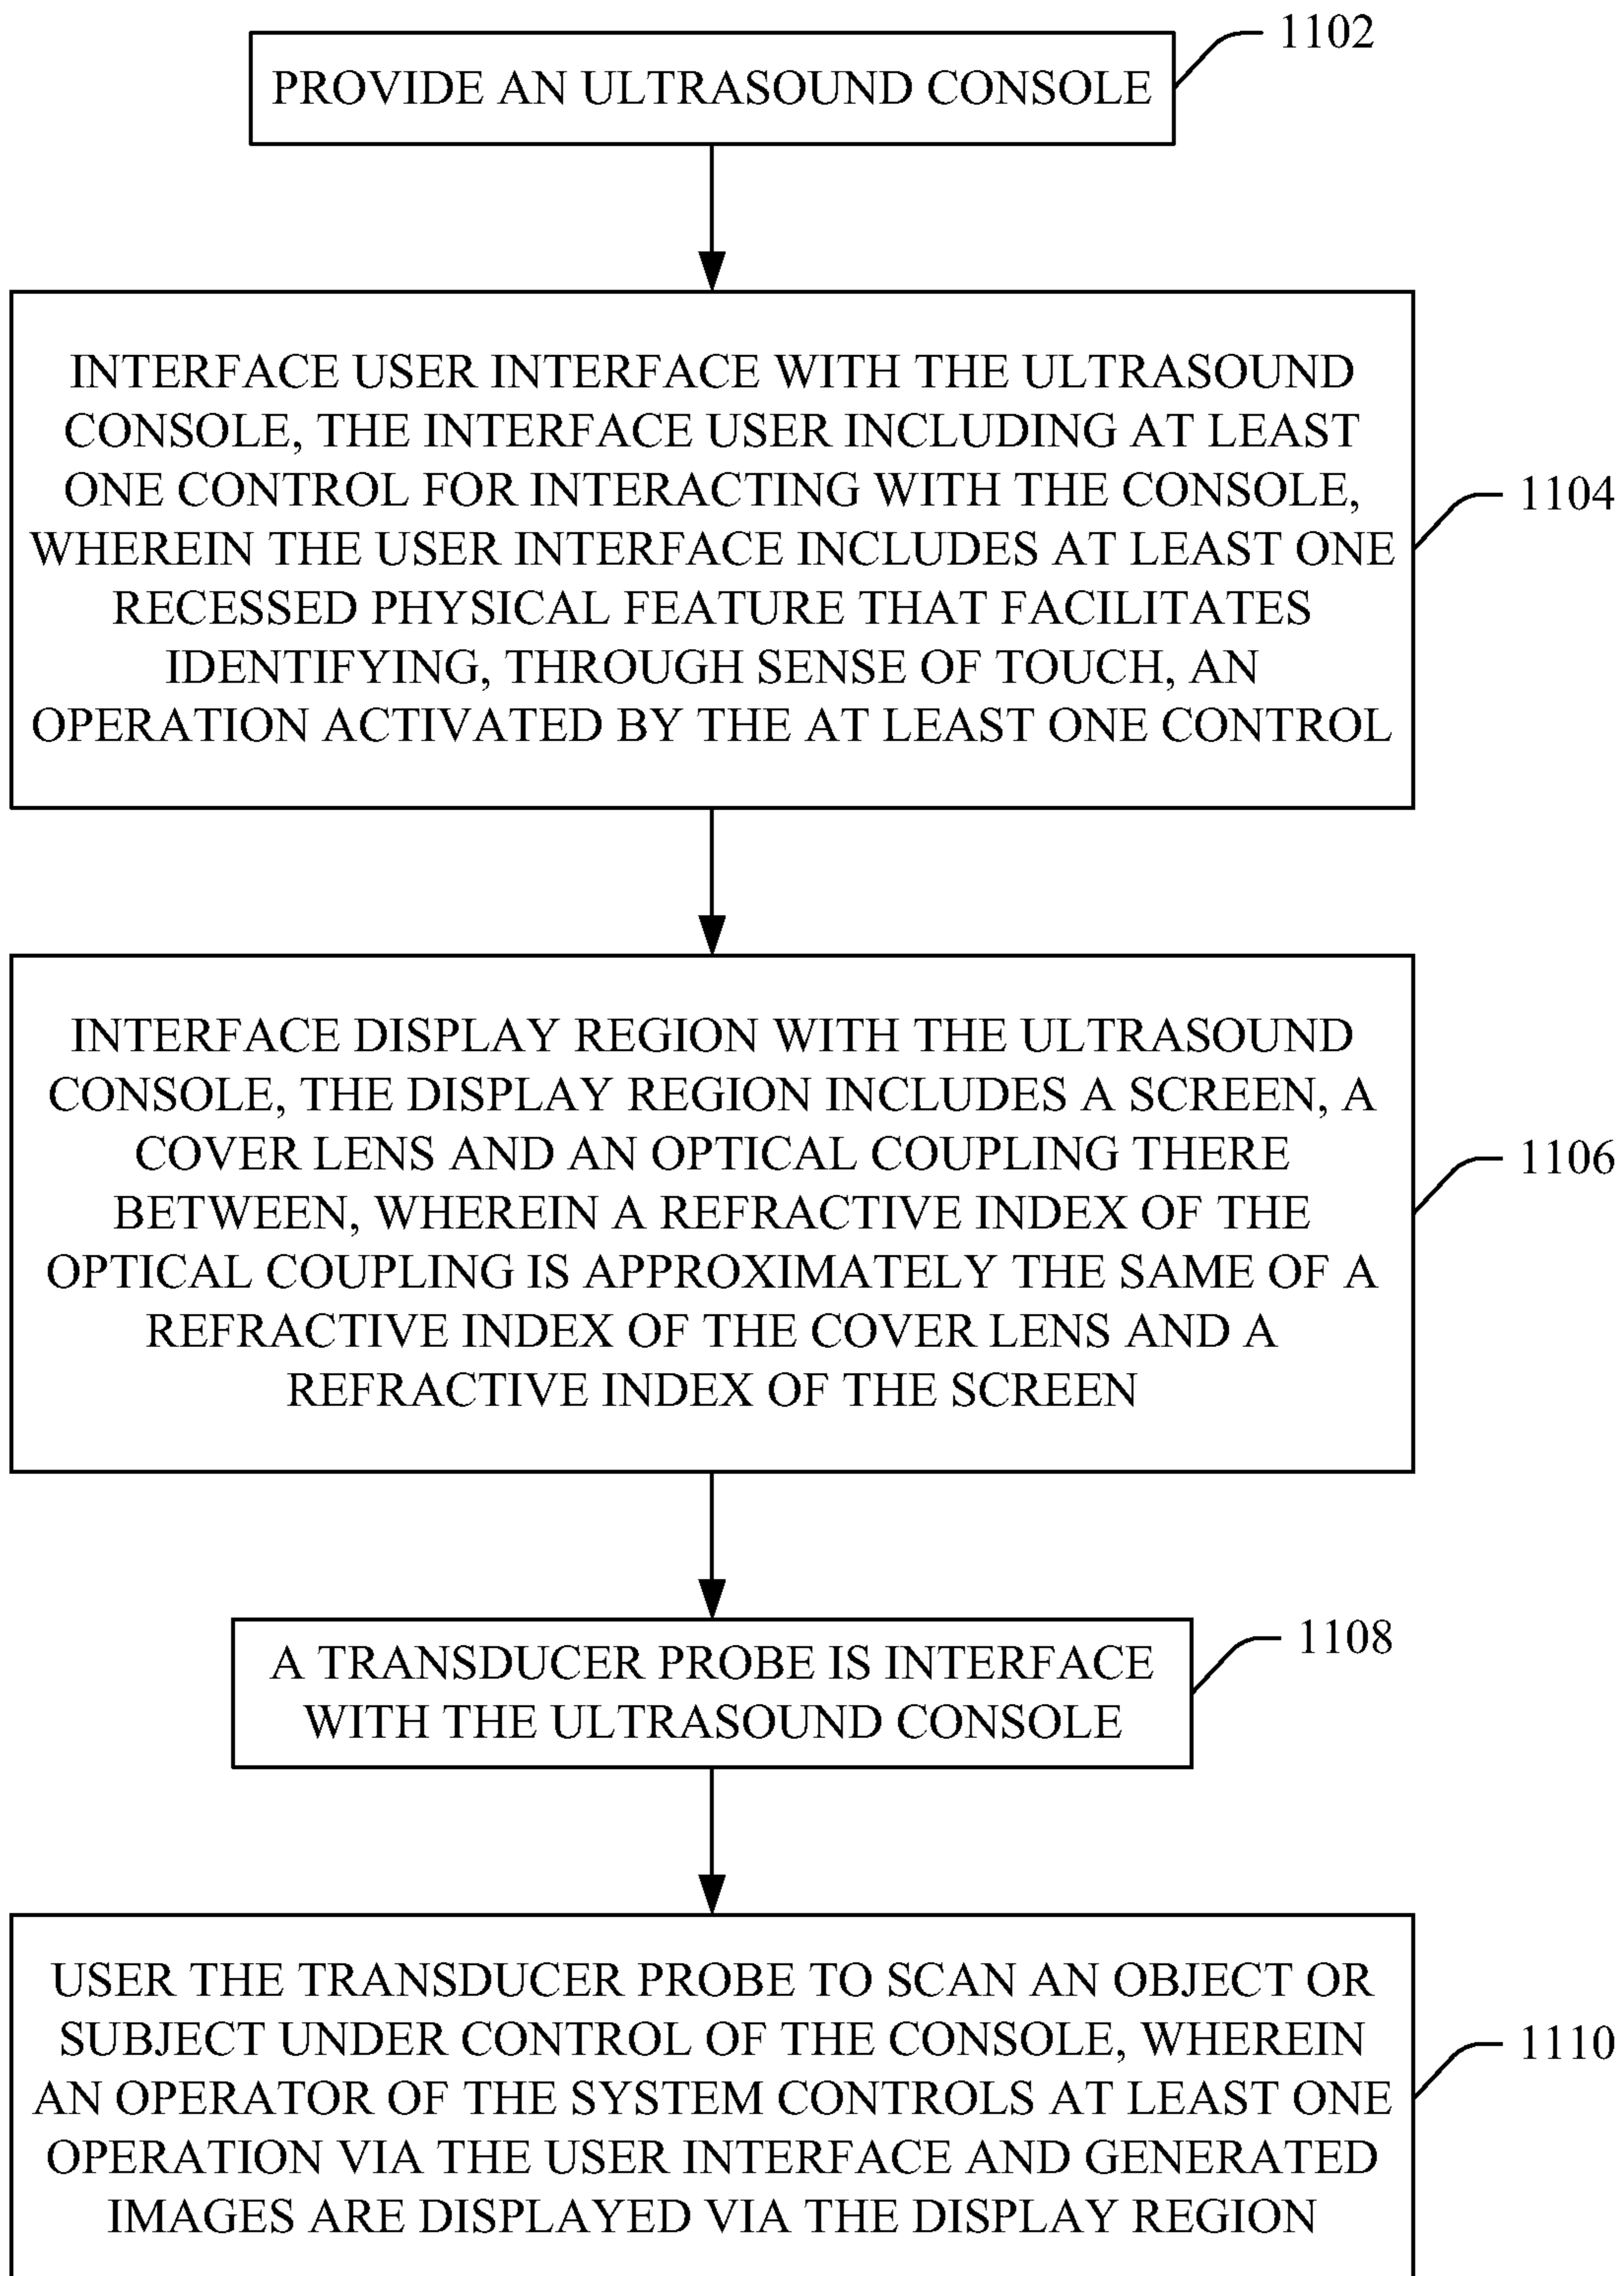 1102
PROVIDE AN ULTRASOUND CONSOLE
INTERFACE USER INTERFACE WITH THE ULTRASOUND
CONSOLE, THE INTERFACE USER INCLUDING AT LEAST
ONE CONTROL FOR INTERACTING WITH THE CONSOLE,
WHEREIN THE USER INTERFACE INCLUDES AT LEAST ONE
RECESSED PHYSICAL FEATURE THAT FACILITATES
IDENTIFYING, THROUGH SENSE OF TOUCH, AN
OPERATION ACTIVATED BY THE AT LEAST ONE CONTROL
1104
INTERFACE DISPLAY REGION WITH THE ULTRASOUND
CONSOLE, THE DISPLAY REGION INCLUDES A SCREEN, A
COVER LENS AND AN OPTICAL COUPLING THERE
BETWEEN, WHEREIN A REFRACTIVE INDEX OF THE
OPTICAL COUPLING IS APPROXIMATELY THE SAME OF A
REFRACTIVE INDEX OF THE COVER LENS AND A
REFRACTIVE INDEX OF THE SCREEN
1106
A TRANSDUCER PROBE IS INTERFACE
WITH THE ULTRASOUND CONSOLE
1108
USER THE TRANSDUCER PROBE TO SCAN AN OBJECT OR
SUBJECT UNDER CONTROL OF THE CONSOLE, WHEREIN
AN OPERATOR OF THE SYSTEM CONTROLS AT LEAST ONE
OPERATION VIA THE USER INTERFACE AND GENERATED
IMAGES ARE DISPLAYED VIA THE DISPLAY REGION
1110